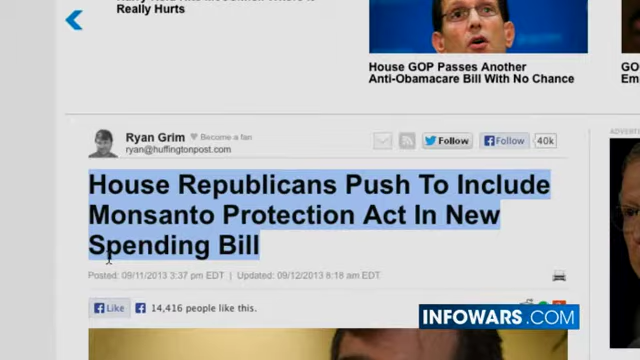 Really Hurts
House GOP Passes Another
Anti-Obamacare Bill With No Chance
GO
Em
Ryan Grim
Become a fan
ryan@huffingtonpost.com
Follow
Follow
40k
House Republicans Push To Include
Monsanto Protection Act In New
Spending Bill
Posted: 09/11/2013 3:37 pm EDT | Updated: 09/12/2013 8:18 am EDT
Like
14,416 people like this.
INFOWARS.COM